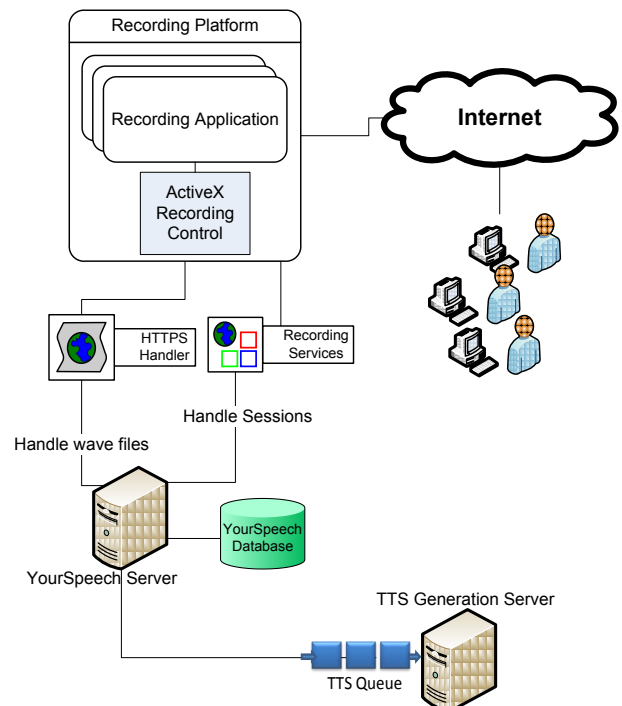 Recording Platform
Recording Application
Internet
ActiveX
Recording
Control
HTTPS
Handler
Recording
Services
Handle Sessions
Handle wave files
YourSpeech
Database
YourSpeech Server
TTS Generation Server
TTS Queue